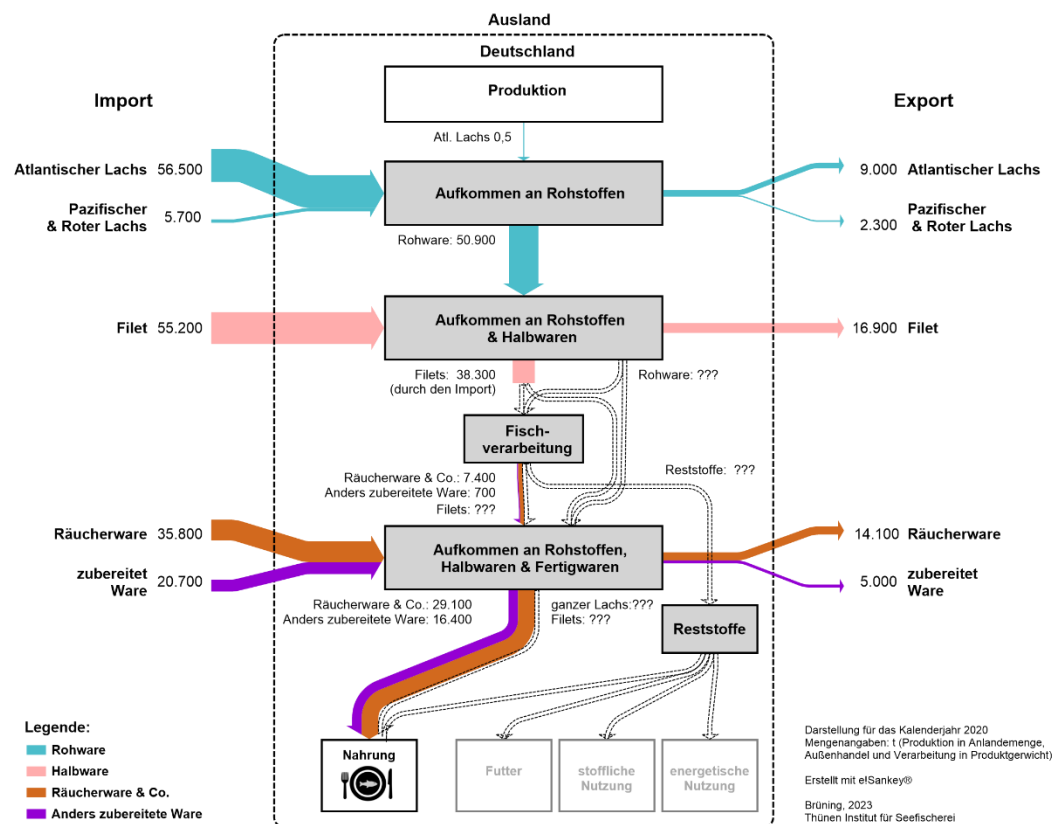 Ausland
Deutschland
Import
Produktion
Export
Atl. Lachs 0,5
Atlantischer Lachs 56.500
Aufkommen an Rohstoffen
9.000 Atlantischer Lachs
Pazifischer
& Roter Lachs
5.700
2.300
Pazifischer
& Roter Lachs
Rohware: 50.900
Filet 55.200
Aufkommen an Rohstoffen
& Halbwaren
16.900 Filet
Filets: 38.300
(durch den Import)
Rohware: ???
Fisch-
verarbeitung
Reststoffe: ???
Räucherware & Co.: 7.400
Anders zubereitete Ware: 700
Filets: ???
Räucherware 35.800
Aufkommen an Rohstoffen,
Halbwaren & Fertigwaren
14.100 Räucherware
zubereitet
Ware
20.700
5.000
zubereitet
Ware
Räucherware & Co.: 29.100
Anders zubereitete Ware: 16.400
ganzer Lachs:???
Filets: ???
Reststoffe
Legende:
Rohware
Halbware
Räucherware & Co.
Anders zubereitete Ware
Nahrung
Futter
stoffliche
Nutzung
energetische
Nutzung
Darstellung für das Kalenderjahr 2020
Mengenangaben: t (Produktion in Anlandemenge,
Außenhandel und Verarbeitung in Produktgerwicht)
Erstellt mit e!Sankey®
Brüning, 2023
Thünen Institut für Seefischerei